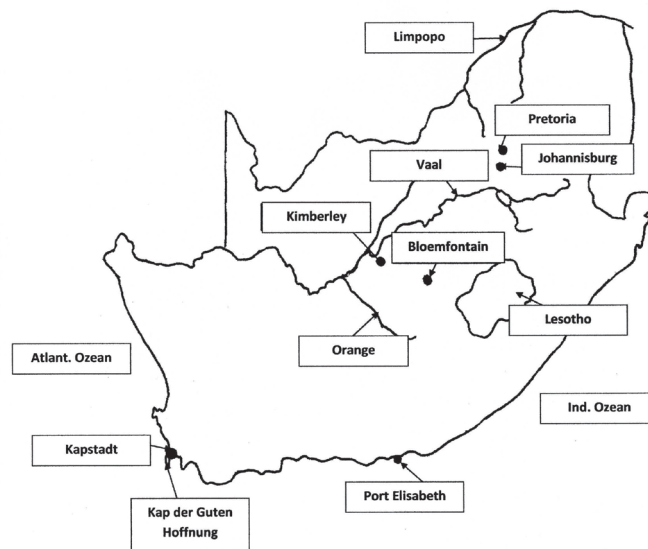 Limpopo
Pretoria
Johannisburg
Vaal
Kimberley
Bloemfontain
Lesotho
Orange
Atlant. Ozean
Ind. Ozean
Kapstadt
Port Elisabeth
Kap der Guten
Hoffnung